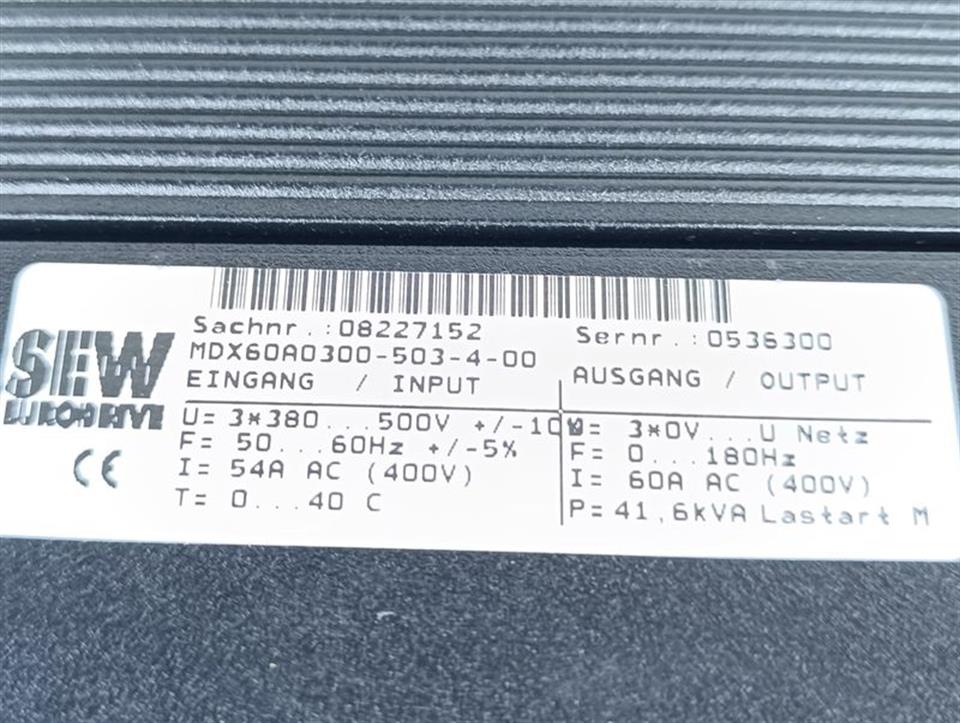 Sachnr.:08227152
Sernr.:0536300
MDX60A0300-503-4-00
SEW
EURODRIVE
EINGANG / INPUT
AUSGANG / OUTPUT
U= 3*380...500V +/-10%
F= 50...60Hz +/-5%
I= 54A AC (400V)
T= 0...40 C
U= 3*0V...U Netz
F= 0...180Hz
I= 60A AC (400V)
P= 41,6kVA Lastart M
CE